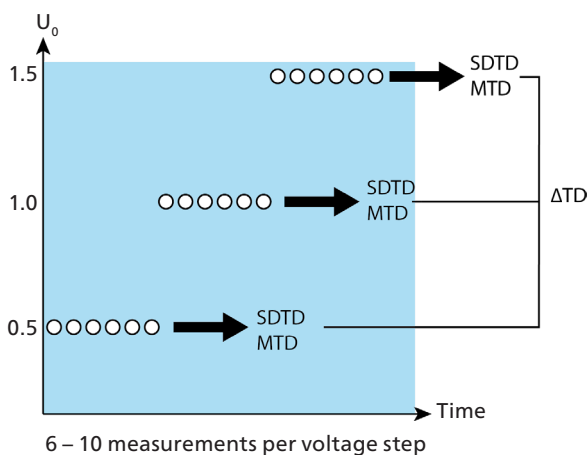 U₀
1.5
SDTD
MTD
1.0
SDTD
MTD
ΔTD
0.5
SDTD
MTD
Time
6 – 10 measurements per voltage step